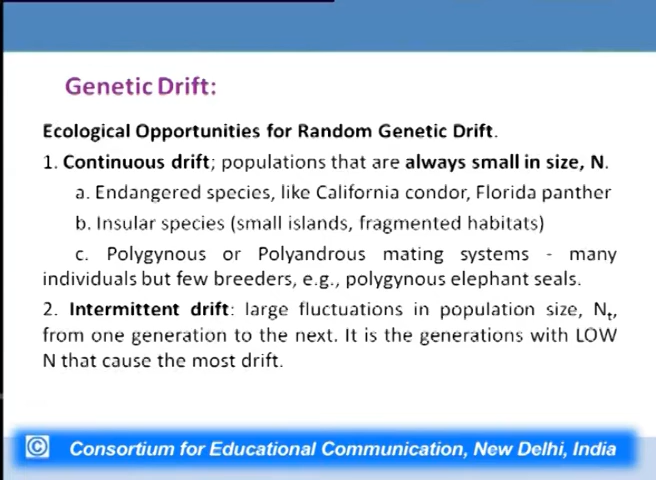 Genetic Drift:
Ecological Opportunities for Random Genetic Drift.
1. Continuous drift; populations that are always small in size, N.
a. Endangered species, like California condor, Florida panther
b. Insular species (small islands, fragmented habitats)
c. Polygynous or Polyandrous mating systems - many
individuals but few breeders, e.g., polygynous elephant seals.
2. Intermittent drift: large fluctuations in population size, Nt,
from one generation to the next. It is the generations with LOW
N that cause the most drift.
© Consortium for Educational Communication, New Delhi, India